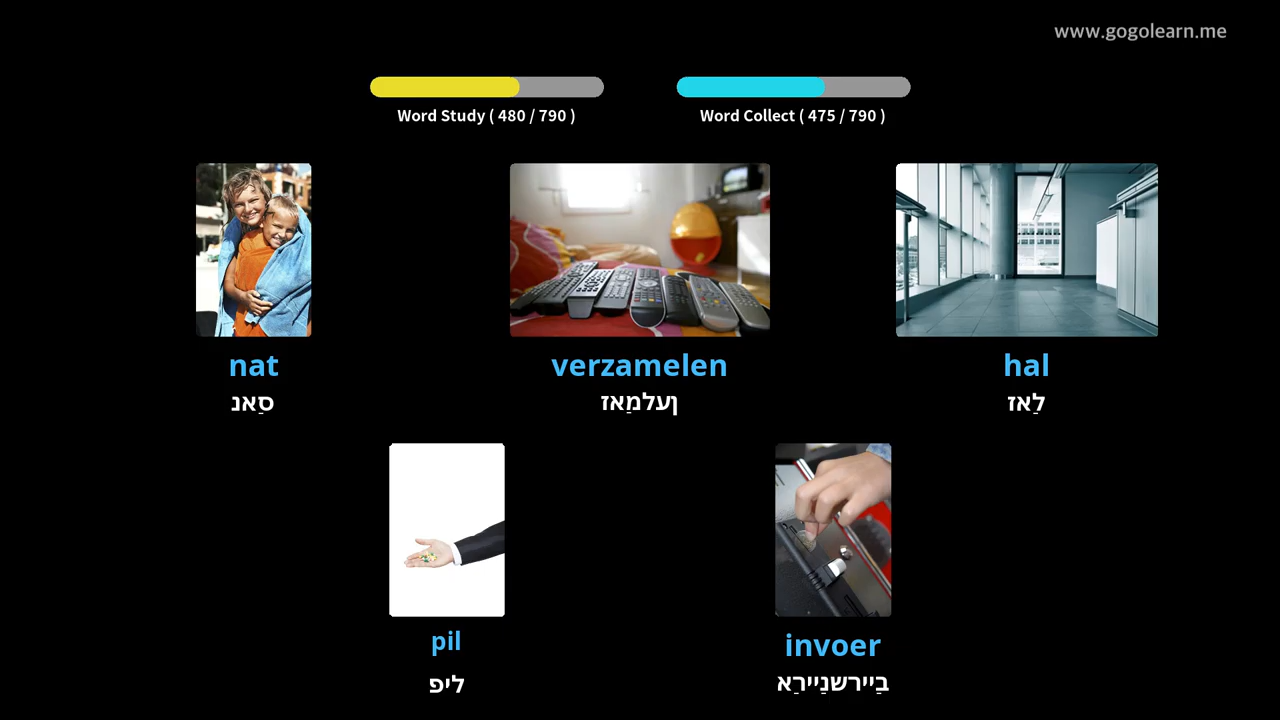 www.gogolearn.me
Word Study ( 480 / 790 )
Word Collect ( 475 / 790 )
nat
סַאנ
verzamelen
ןעלמַאז
hal
לַאז
pil
ליפ
invoer
בַיירשנַיירַא